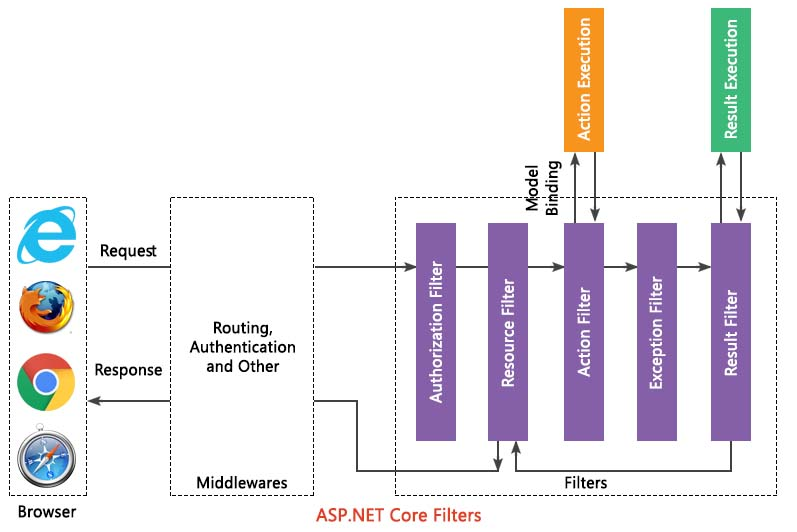 Action Execution
Result Execution
Model
Binding
Request
Response
Routing,
Authentication
and Other
Authorization Filter
Resource Filter
Action Filter
Exception Filter
Result Filter
Middlewares
Filters
Browser
ASP.NET Core Filters